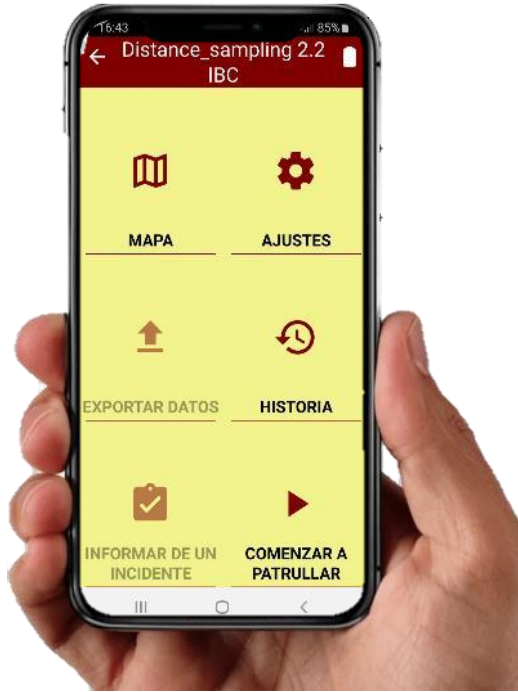 16:43 85%
Distance_sampling 2.2
IBC
MAPA AJUSTES
EXPORTAR DATOS HISTORIA
INFORMAR DE UN
INCIDENTE
COMENZAR A
PATRULLAR